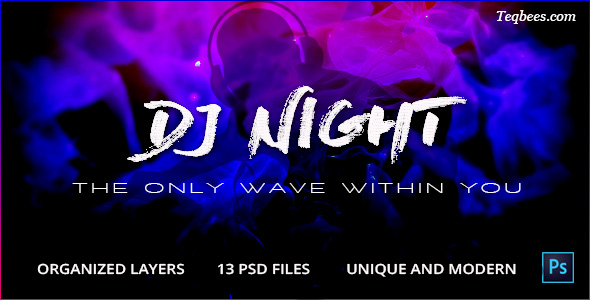 Teqbees.com
DJ NIGHT
THE ONLY WAVE WITHIN YOU
ORGANIZED LAYERS 13 PSD FILES UNIQUE AND MODERN Ps